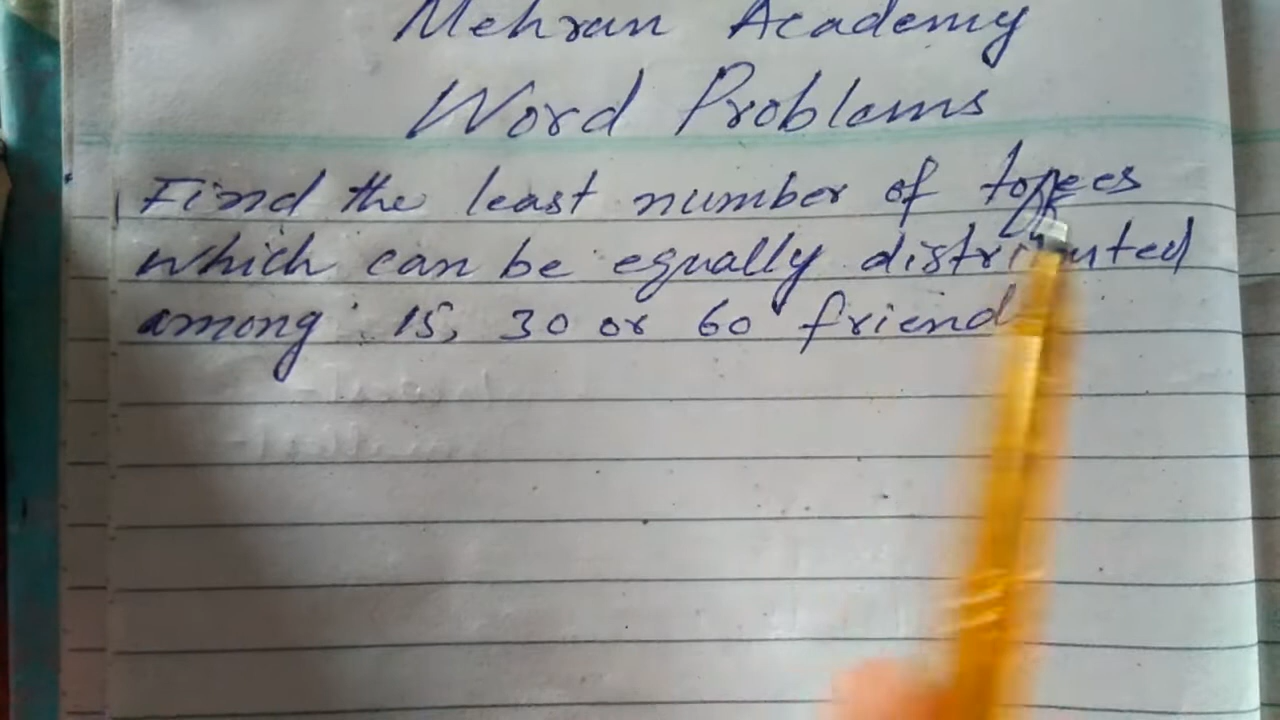 Mehran Academy
Word Problems
Find the least number of
which can be equally distributed
among 15, 30 or 60 friend